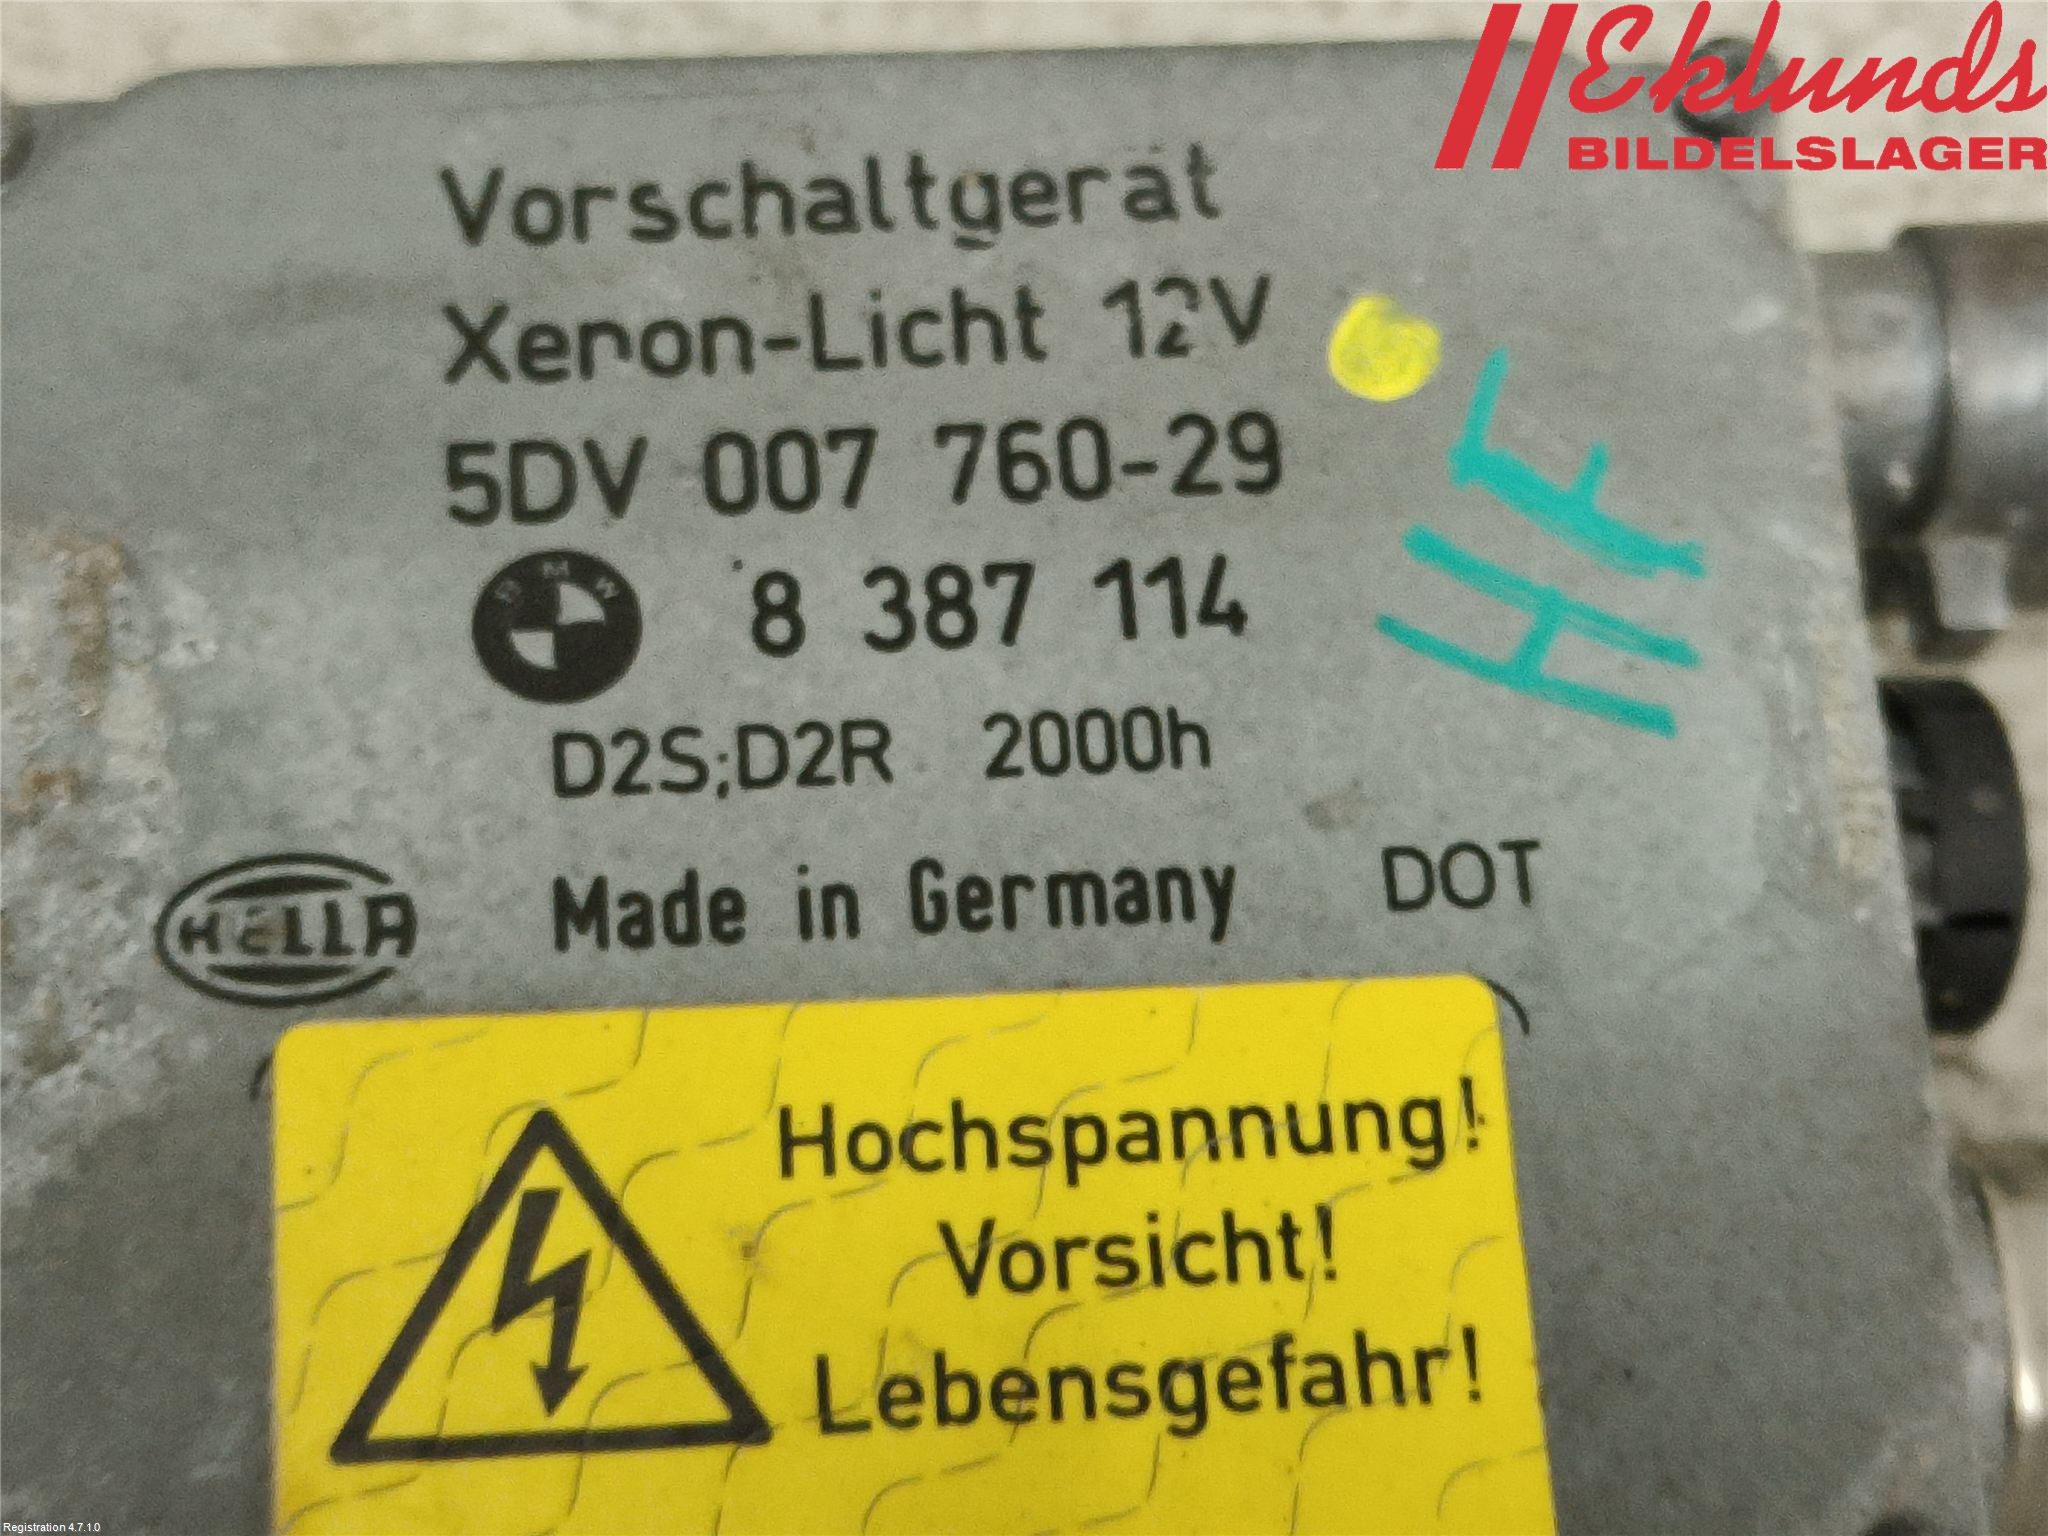 Eklunds
BILDELSLAGER
Vorschaltgerät
Xenon-Licht 12V
5DV 007 760-29
BMW 8 387 114
D2S;D2R 2000h
HELLA Made in Germany DOT
Hochspannung!
Vorsicht!
Lebensgefahr!
Registration 4.7.1.0